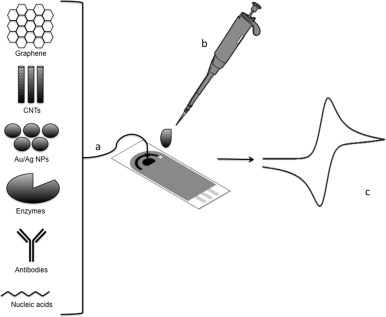 Graphene
CNTs
Au/Ag NPs
Enzymes
Antibodies
Nucleic acids
a
b
c